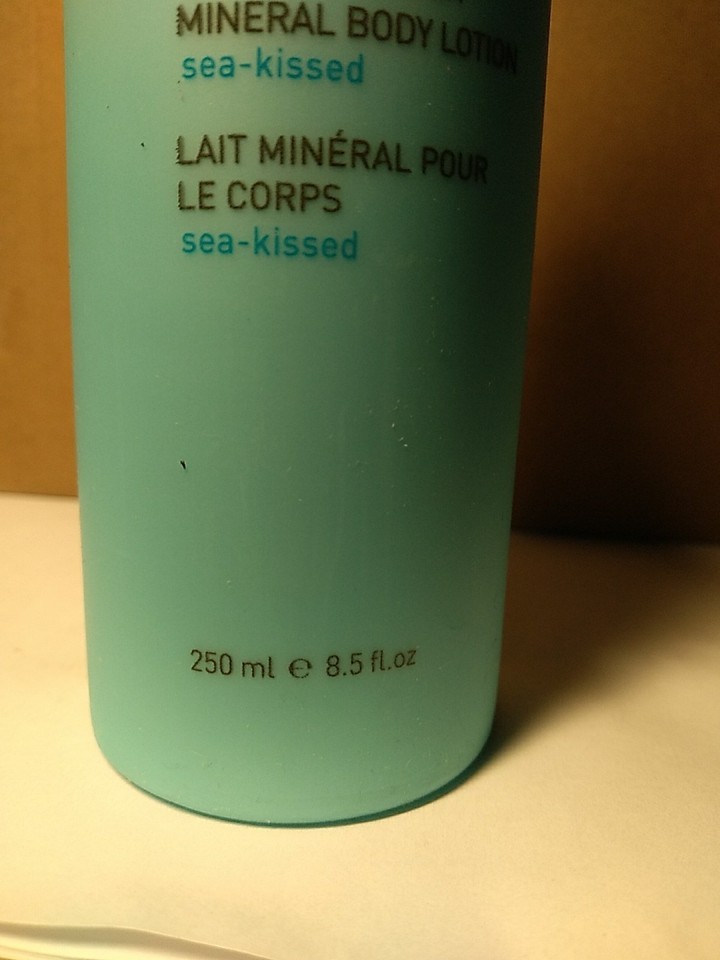 MINERAL BODY LOTION
sea-kissed
LAIT MINÉRAL POUR
LE CORPS
sea-kissed
250 ml ℮ 8.5 fl.oz